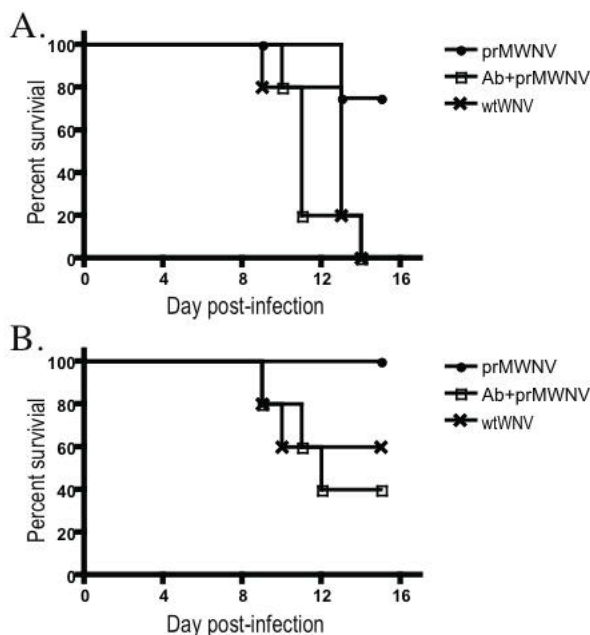 A.
100
80
60
40
20
0
Percent survivial
0 4 8 12 16
Day post-infection
prMWNV
Ab+prMWNV
wtWNV
B.
100
80
60
40
20
0
Percent survivial
0 4 8 12 16
Day post-infection
prMWNV
Ab+prMWNV
wtWNV